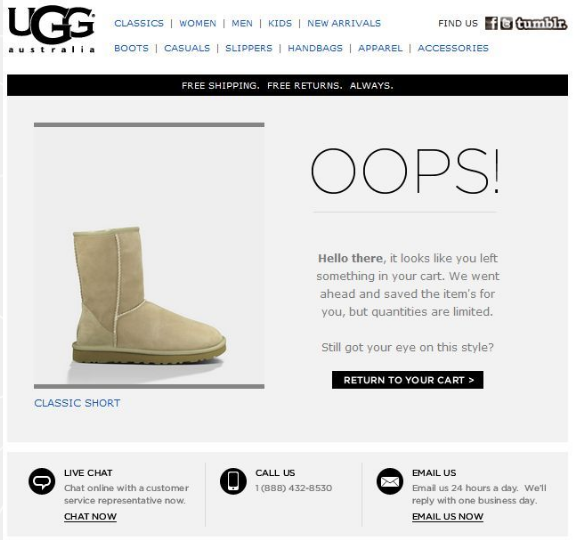 UGG
australia
CLASSICS | WOMEN | MEN | KIDS | NEW ARRIVALS
FIND US f tumblr.
BOOTS | CASUALS | SLIPPERS | HANDBAGS | APPAREL | ACCESSORIES
FREE SHIPPING. FREE RETURNS. ALWAYS.
OOPS!
Hello there, it looks like you left
something in your cart. We went
ahead and saved the item's for
you, but quantities are limited.
Still got your eye on this style?
RETURN TO YOUR CART >
CLASSIC SHORT
LIVE CHAT
Chat online with a customer
service representative now.
CHAT NOW
CALL US
1 (888) 432-8530
EMAIL US
Email us 24 hours a day. We'll
reply with one business day.
EMAIL US NOW